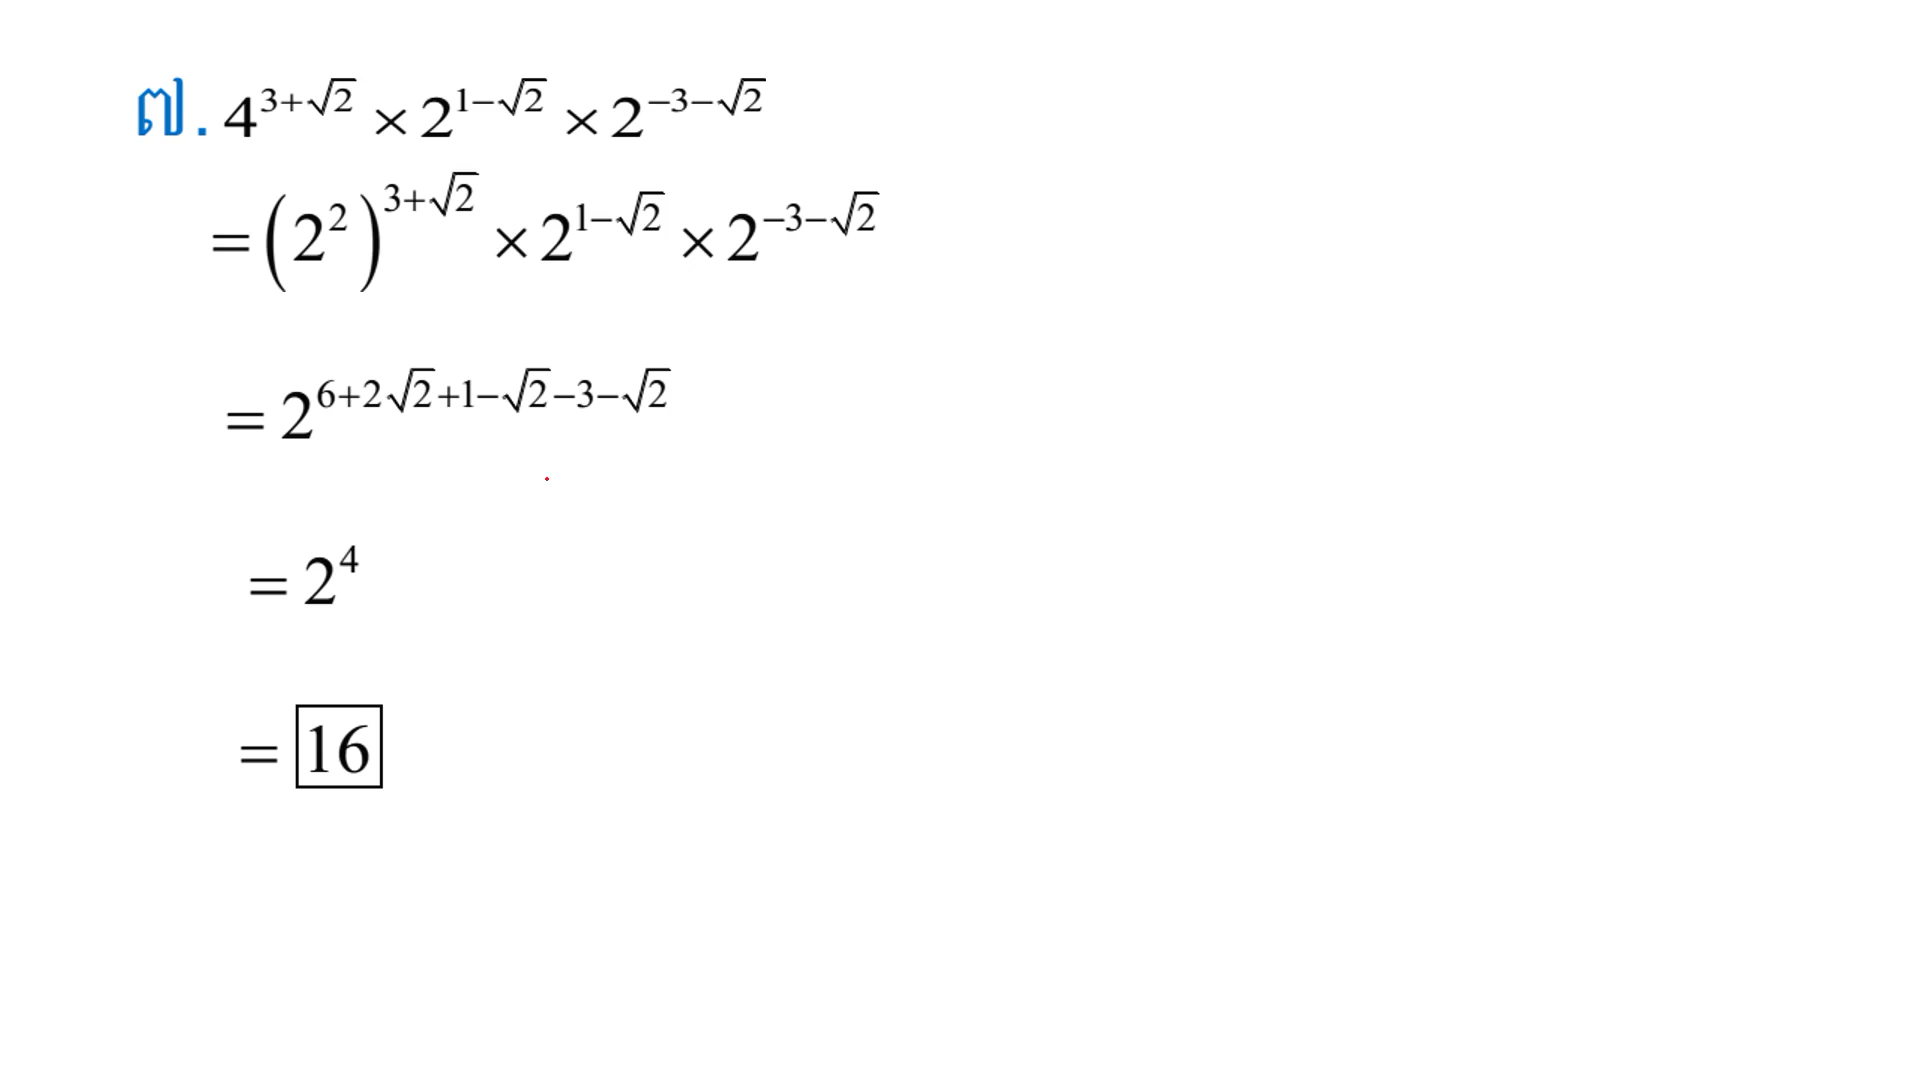 ញ. 4^{3+√2} × 2^{1−√2} × 2^{−3−√2}
= (2^2)^{3+√2} × 2^{1−√2} × 2^{−3−√2}
= 2^{6+2√2+1−√2−3−√2}
= 2^4
= 16